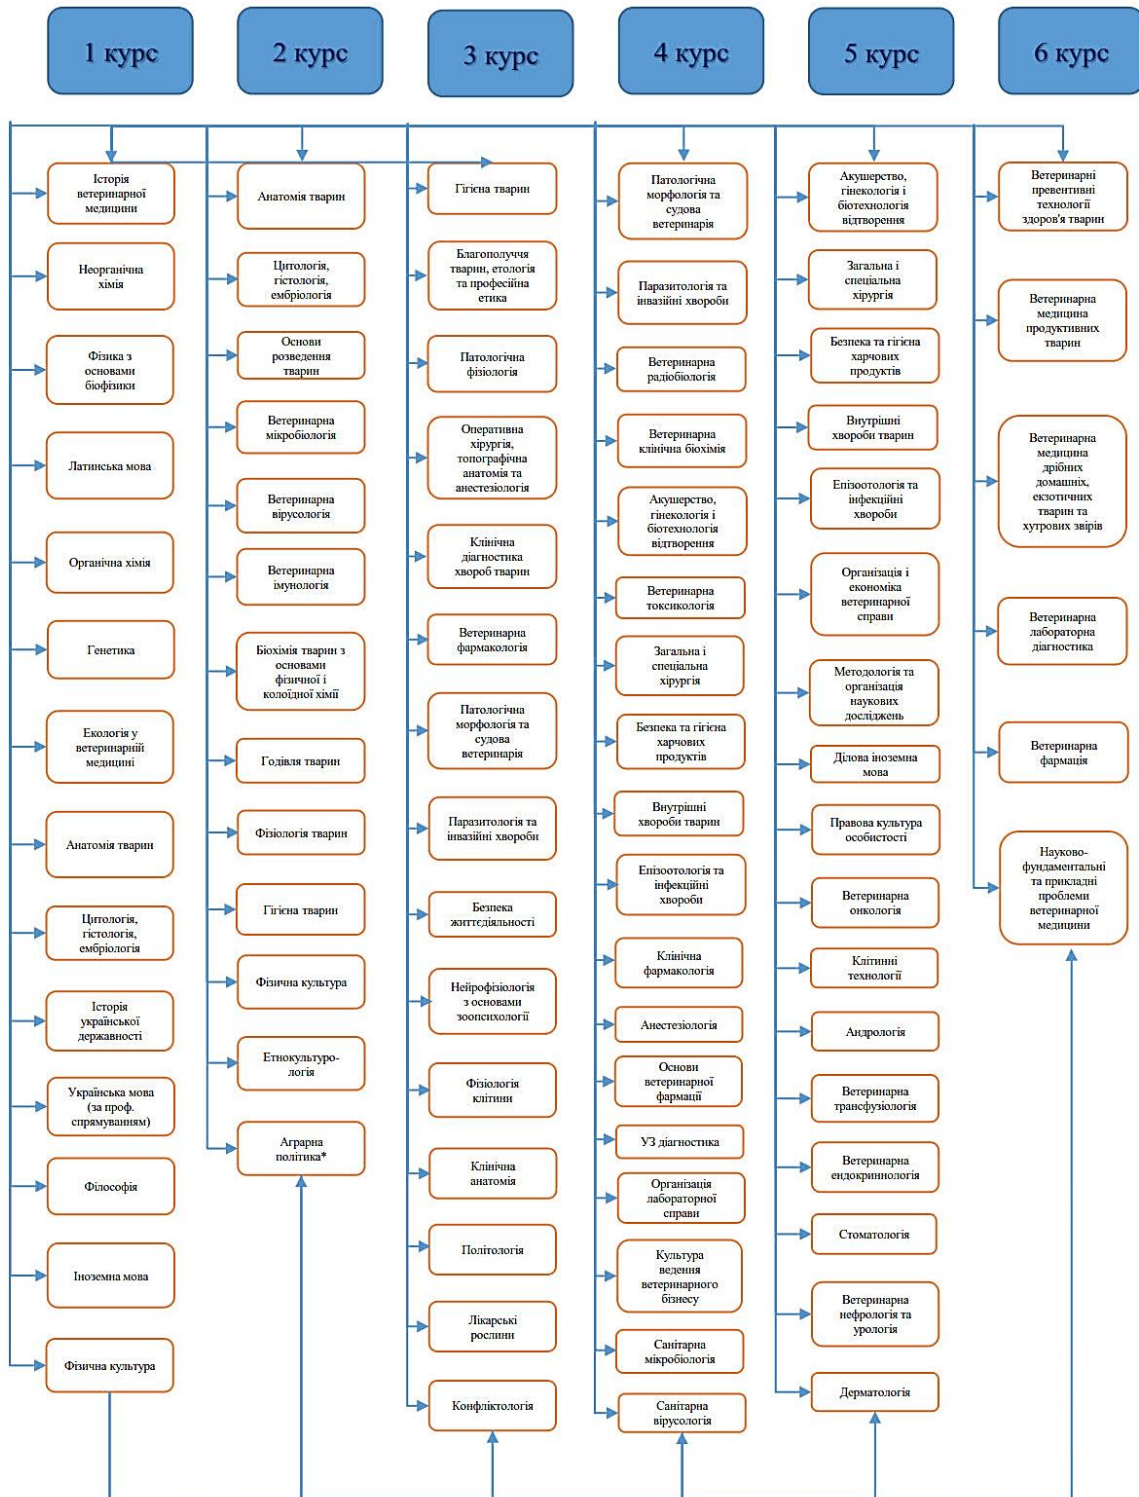 1 курс
2 курс
3 курс
4 курс
5 курс
6 курс
Історія
ветеринарної
медицини
Неорганічна
хімія
Фізика з
основами
біофізики
Латинська мова
Органічна хімія
Генетика
Екологія у
ветеринарній
медицині
Анатомія тварин
Цитологія,
гістологія,
ембріологія
Історія
української
державності
Українська мова
(за проф.
спрямуванням)
Філософія
Іноземна мова
Фізична культура
Анатомія тварин
Цитологія,
гістологія,
ембріологія
Основи
розведення
тварин
Ветеринарна
мікробіологія
Ветеринарна
вірусологія
Ветеринарна
імунологія
Біохімія тварин з
основами
фізичної і
колоїдної хімії
Годівля тварин
Фізіологія тварин
Гігієна тварин
Фізична культура
Етнокультуро-
логія
Аграрна
політика*
Гігієна тварин
Благополуччя
тварин, етологія
та професійна
етика
Патологічна
фізіологія
Оперативна
хірургія,
топографічна
анатомія та
анестезіологія
Клінічна
діагностика
хвороб тварин
Ветеринарна
фармакологія
Патологічна
морфологія та
судова
ветеринарія
Паразитологія та
інвазійні хвороби
Безпека
життєдіяльності
Нейрофізіологія
з основами
зоопсихології
Фізіологія
клітини
Клінічна
анатомія
Політологія
Лікарські
рослини
Конфліктологія
Патологічна
морфологія та
судова
ветеринарія
Паразитологія та
інвазійні хвороби
Ветеринарна
радіобіологія
Ветеринарна
клінічна біохімія
Акушерство,
гінекологія і
біотехнологія
відтворення
Ветеринарна
токсикологія
Загальна і
спеціальна
хірургія
Безпека та гігієна
харчових
продуктів
Внутрішні
хвороби тварин
Епізоотологія та
інфекційні
хвороби
Клінічна
фармакологія
Анестезіологія
Основи
ветеринарної
фармації
УЗ діагностика
Організація
лабораторної
справи
Культура
ведення
ветеринарного
бізнесу
Санітарна
мікробіологія
Санітарна
вірусологія
Акушерство,
гінекологія і
біотехнологія
відтворення
Загальна і
спеціальна
хірургія
Безпека та гігієна
харчових
продуктів
Внутрішні
хвороби тварин
Епізоотологія та
інфекційні
хвороби
Організація і
економіка
ветеринарної
справи
Методологія та
організація
наукових
досліджень
Ділова іноземна
мова
Правова культура
особистості
Ветеринарна
онкологія
Клітинні
технології
Андрологія
Ветеринарна
трансфузіологія
Ветеринарна
ендокриннологія
Стоматологія
Ветеринарна
нефрологія та
урологія
Дерматологія
Ветеринарні
превентивні
технології
здоров'я тварин
Ветеринарна
медицина
продуктивних
тварин
Ветеринарна
медицина
дрібних
домашніх,
екзотичних
тварин та
хутрових звірів
Ветеринарна
лабораторна
діагностика
Ветеринарна
фармація
Науково-
фундаментальні
та прикладні
проблеми
ветеринарної
медицини